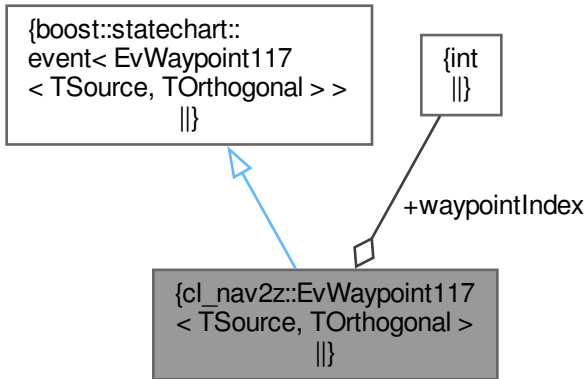 {boost::statechart::
event< EvWaypoint117
< TSource, TOrthogonal > >
||}
{int
||}
+waypointIndex
{cl_nav2z::EvWaypoint117
< TSource, TOrthogonal >
||}